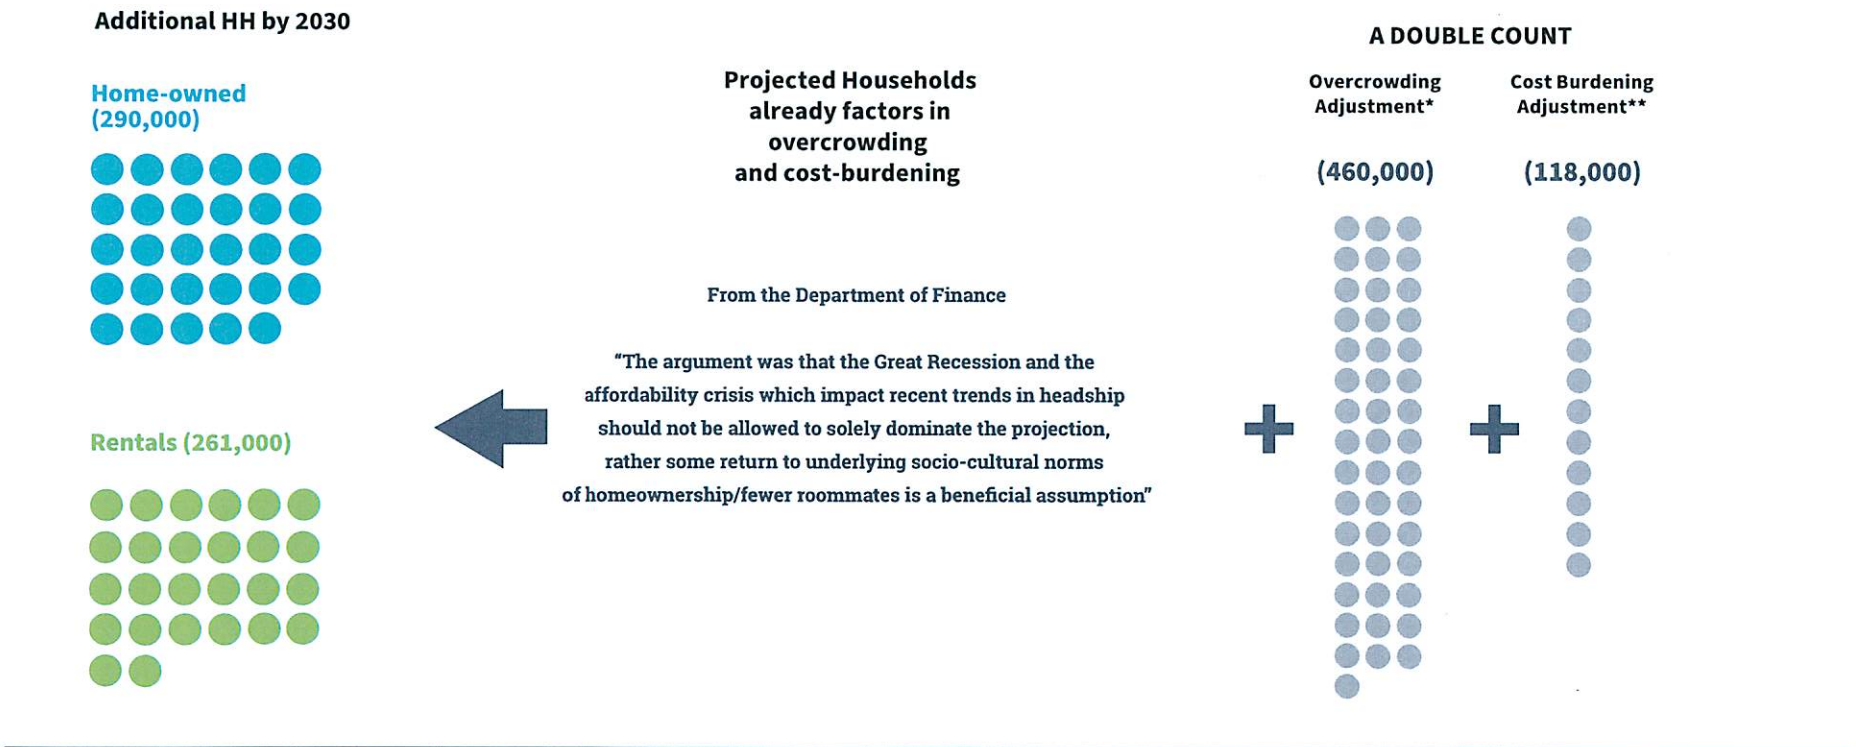 Additional HH by 2030
Home-owned
(290,000)
Rentals (261,000)
Projected Households
already factors in
overcrowding
and cost-burdening
From the Department of Finance
"The argument was that the Great Recession and the
affordability crisis which impact recent trends in headship
should not be allowed to solely dominate the projection,
rather some return to underlying socio-cultural norms
of homeownership/fewer roommates is a beneficial assumption"
A DOUBLE COUNT
Overcrowding
Adjustment*
(460,000)
Cost Burdening
Adjustment**
(118,000)